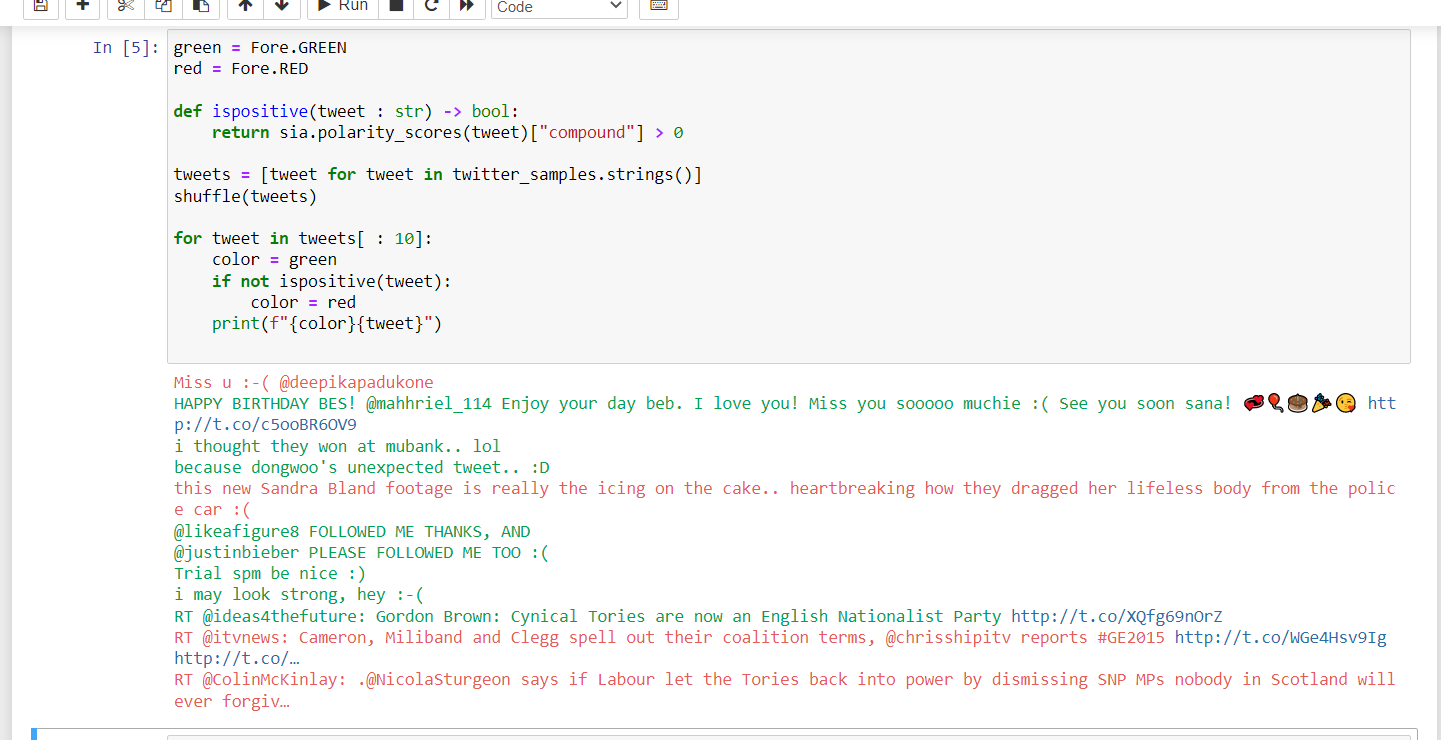 Run
Code
In [5]:
green = Fore.GREEN
red = Fore.RED
def ispositive(tweet : str) -> bool:
    return sia.polarity_scores(tweet)["compound"] > 0
tweets = [tweet for tweet in twitter_samples.strings()]
shuffle(tweets)
for tweet in tweets[ : 10]:
    color = green
    if not ispositive(tweet):
        color = red
    print(f"{color}{tweet}")
Miss u :-( @deepikapadukone
HAPPY BIRTHDAY BES! @mahhriel_114 Enjoy your day beb. I love you! Miss you sooooo muchie :( See you soon sana! 💞🎈🎂🎉😘 htt
p://t.co/c5ooBR6OV9
i thought they won at mubank.. lol
because dongwoo's unexpected tweet.. :D
this new Sandra Bland footage is really the icing on the cake.. heartbreaking how they dragged her lifeless body from the polic
e car :(
@likeafigure8 FOLLOWED ME THANKS, AND
@justinbieber PLEASE FOLLOWED ME TOO :(
Trial spm be nice :)
i may look strong, hey :-(
RT @ideas4thefuture: Gordon Brown: Cynical Tories are now an English Nationalist Party http://t.co/XQfg69nOrZ
RT @itvnews: Cameron, Miliband and Clegg spell out their coalition terms, @chrisshipitv reports #GE2015 http://t.co/WGe4Hsv9Ig
http://t.co/…
RT @ColinMcKinlay: .@NicolaSturgeon says if Labour let the Tories back into power by dismissing SNP MPs nobody in Scotland will
ever forgiv…